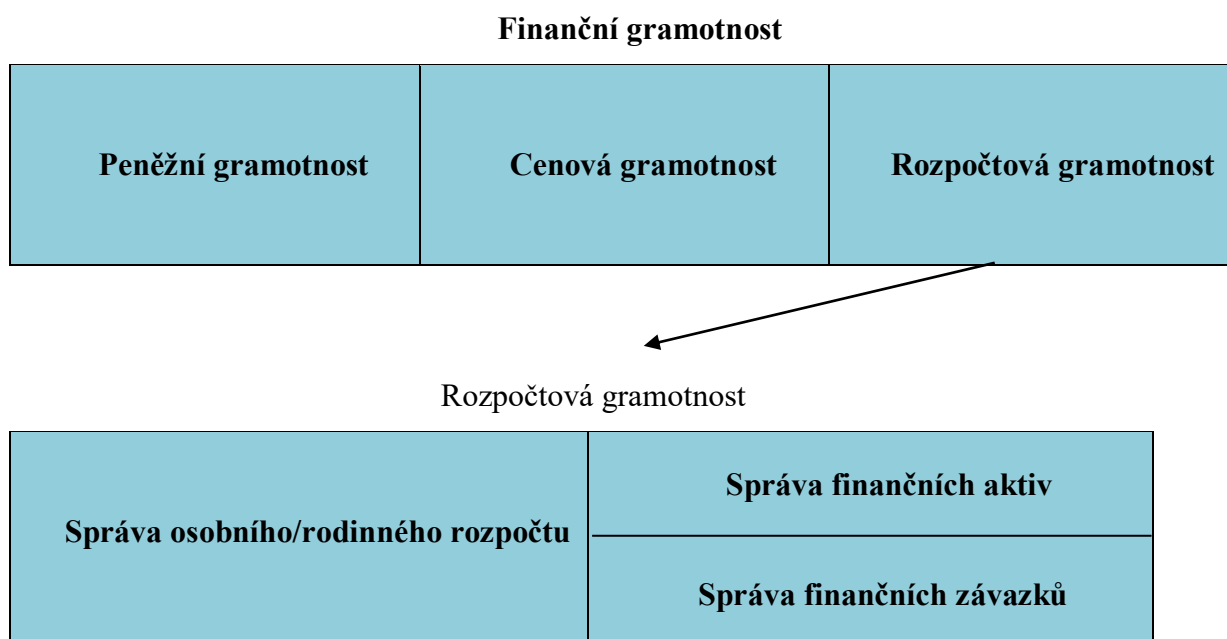 Finanční gramotnost
Peněžní gramotnost
Cenová gramotnost
Rozpočtová gramotnost
Rozpočtová gramotnost
Správa osobního/rodinného rozpočtu
Správa finančních aktiv
Správa finančních závazků